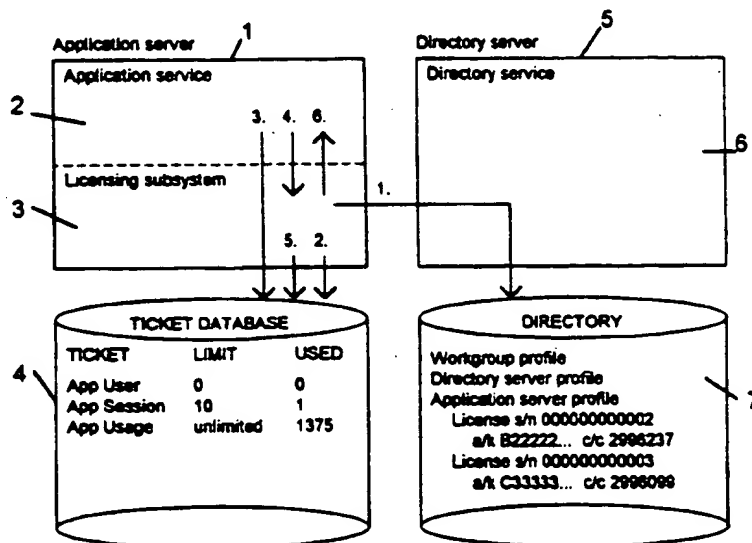 1
5
Application server
Directory server
Application service
Directory service
2
3. 4. 6.
6
Licensing subsystem
1.
3
5. 2.
TICKET DATABASE
DIRECTORY
TICKET LIMIT USED
4
App User 0 0
App Session 10 1
App Usage unlimited 1375
Workgroup profile
Directory server profile
Application server profile
7
License s/n 000000000002
a/k B22222... c/c 2996237
License s/n 000000000003
a/k C33333... c/c 2996099